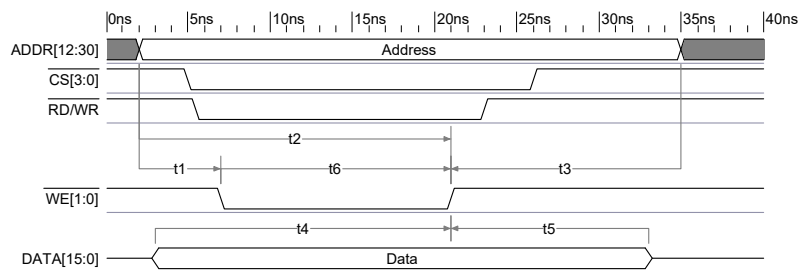 0ns 5ns 10ns 15ns 20ns 25ns 30ns 35ns 40ns
ADDR[12:30] Address
CS[3:0]
RD/WR
t2
t1 t6 t3
WE[1:0]
t4 t5
DATA[15:0] Data